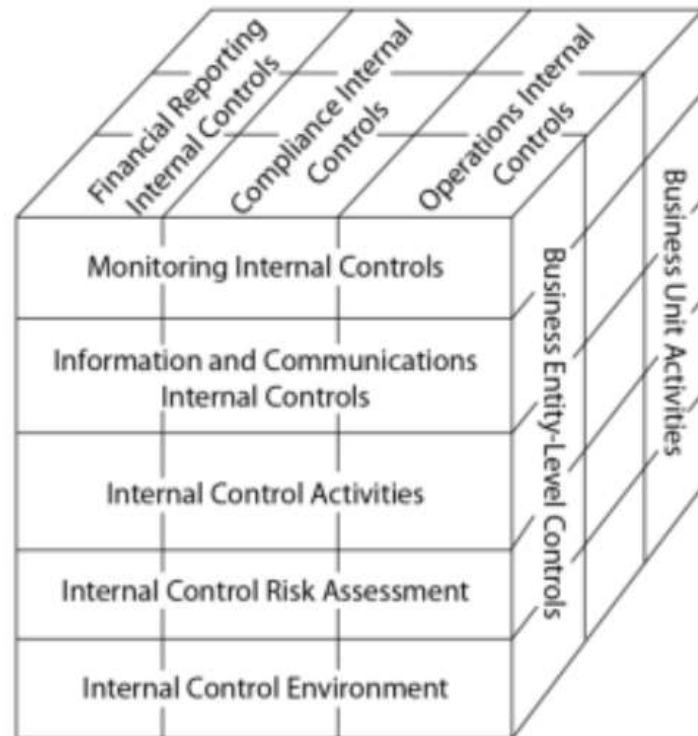 Financial Reporting
Internal Controls
Compliance Internal
Controls
Operations Internal
Controls
Monitoring Internal Controls
Information and Communications
Internal Controls
Internal Control Activities
Internal Control Risk Assessment
Internal Control Environment
Business Entity-Level Controls
Business Unit Activities